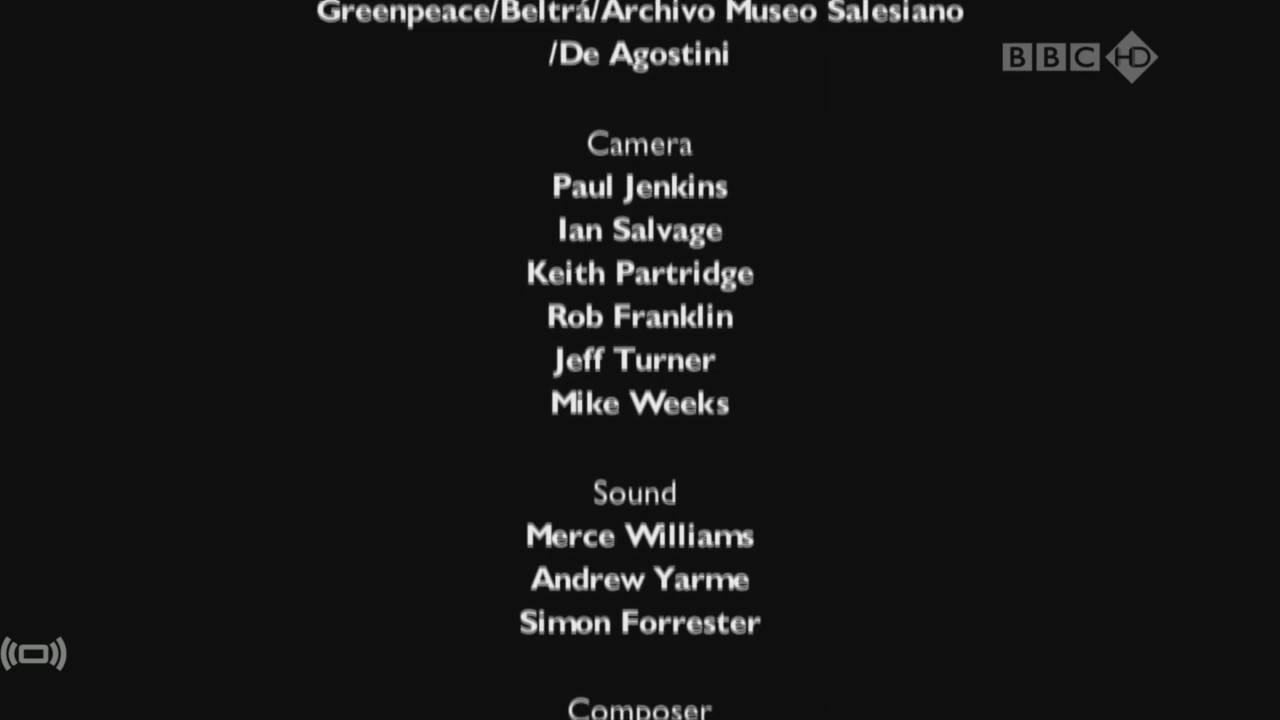 Greenpeace/Beltrá/Archivo Museo Salesiano
/De Agostini
BBC HD
Camera
Paul Jenkins
Ian Salvage
Keith Partridge
Rob Franklin
Jeff Turner
Mike Weeks
Sound
Merce Williams
Andrew Yarme
Simon Forrester
Composer